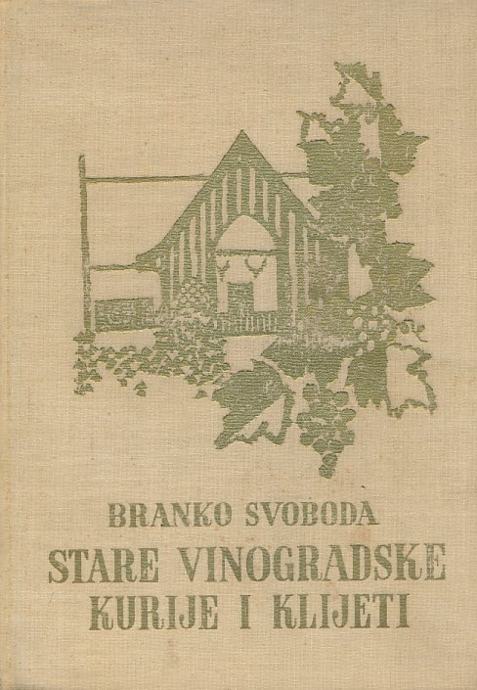 BRANKO SVOBODA
STARE VINOGRADSKE
KURIJE I KLIJETI